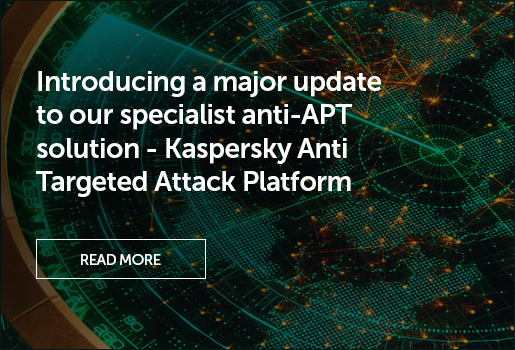 Introducing a major update
to our specialist anti-APT
solution - Kaspersky Anti
Targeted Attack Platform
READ MORE